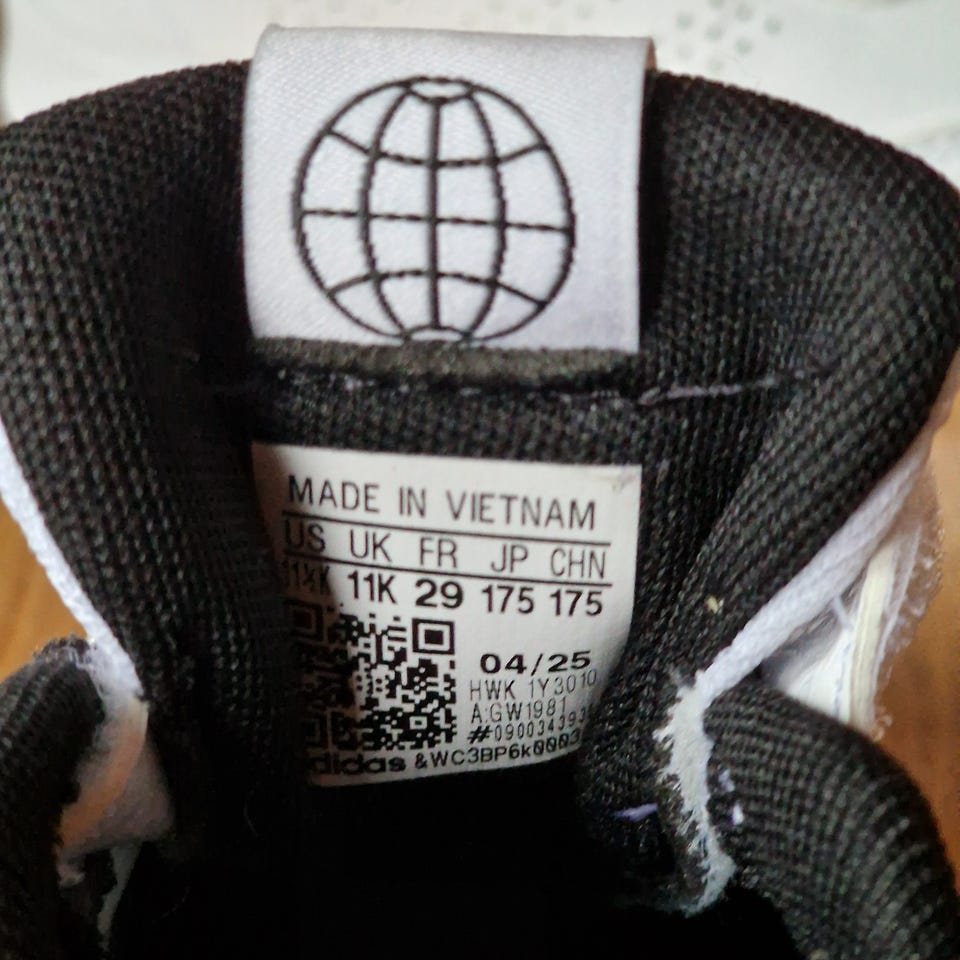 MADE IN VIETNAM
US UK FR JP CHN
11½K 11K 29 175 175
04/25
HWK 1Y3010
A:GW1981
adidas